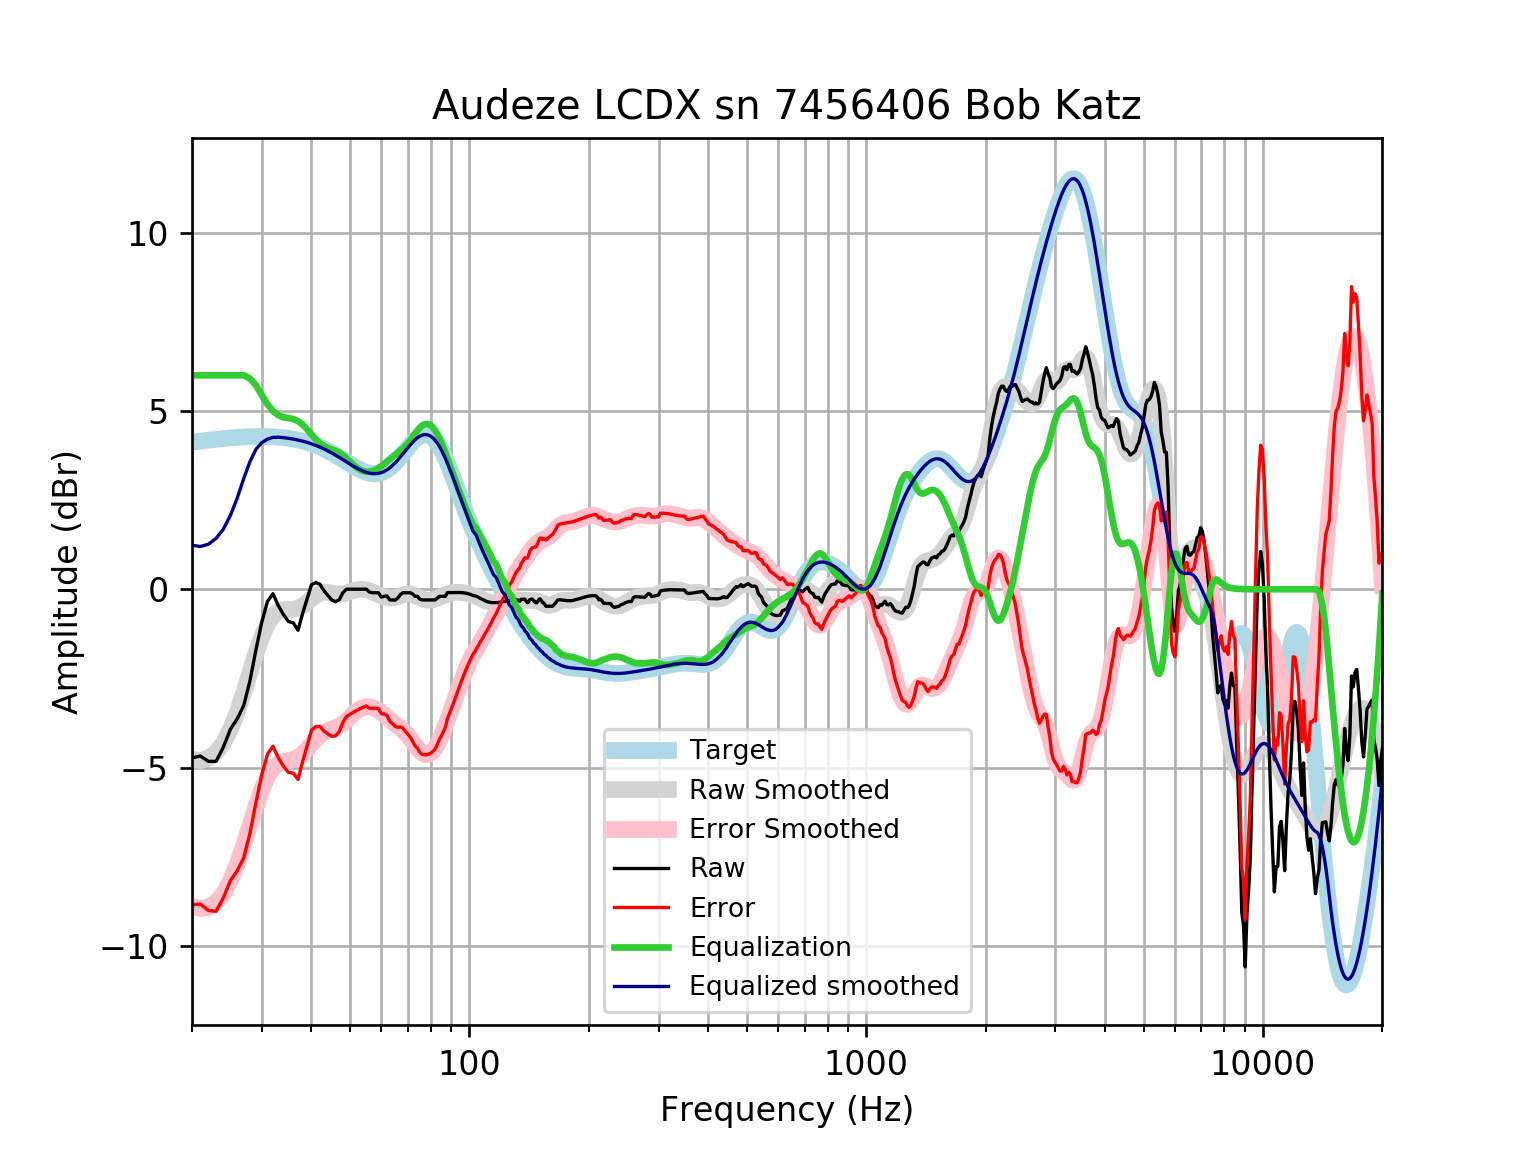 Audeze LCDX sn 7456406 Bob Katz
Amplitude (dBr)
10
5
0
−5
−10
Target
Raw Smoothed
Error Smoothed
Raw
Error
Equalization
Equalized smoothed
100 1000 10000
Frequency (Hz)